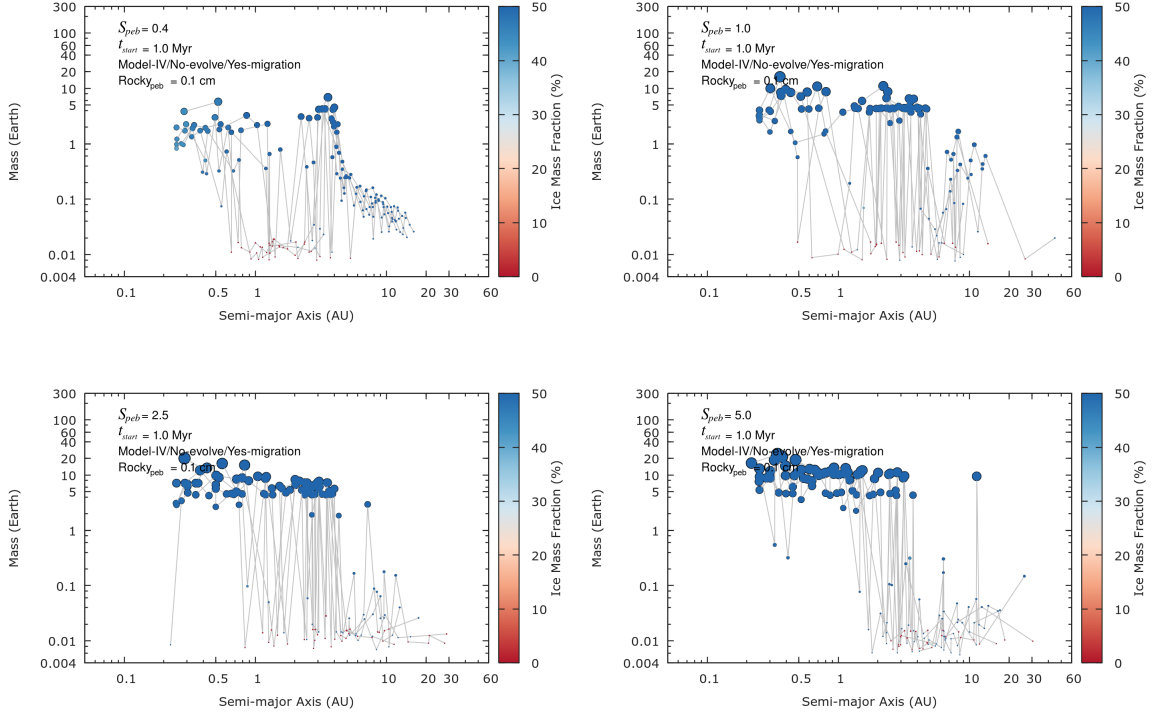 S_peb = 0.4
t_start = 1.0 Myr
Model-IV/No-evolve/Yes-migration
Rocky_peb = 0.1 cm
300
100
60
40
20
10
5
1
0.1
0.01
0.004
Mass (Earth)
0.1 0.5 1 10 20 30 60
Semi-major Axis (AU)
50
40
30
20
10
0
Ice Mass Fraction (%)
S_peb = 1.0
t_start = 1.0 Myr
Model-IV/No-evolve/Yes-migration
Rocky_peb = 0.1 cm
300
100
60
40
20
10
5
1
0.1
0.01
0.004
Mass (Earth)
0.1 0.5 1 10 20 30 60
Semi-major Axis (AU)
50
40
30
20
10
0
Ice Mass Fraction (%)
S_peb = 2.5
t_start = 1.0 Myr
Model-IV/No-evolve/Yes-migration
Rocky_peb = 0.1 cm
300
100
60
40
20
10
5
1
0.1
0.01
0.004
Mass (Earth)
0.1 0.5 1 10 20 30 60
Semi-major Axis (AU)
50
40
30
20
10
0
Ice Mass Fraction (%)
S_peb = 5.0
t_start = 1.0 Myr
Model-IV/No-evolve/Yes-migration
Rocky_peb = 0.1 cm
300
100
60
40
20
10
5
1
0.1
0.01
0.004
Mass (Earth)
0.1 0.5 1 10 20 30 60
Semi-major Axis (AU)
50
40
30
20
10
0
Ice Mass Fraction (%)